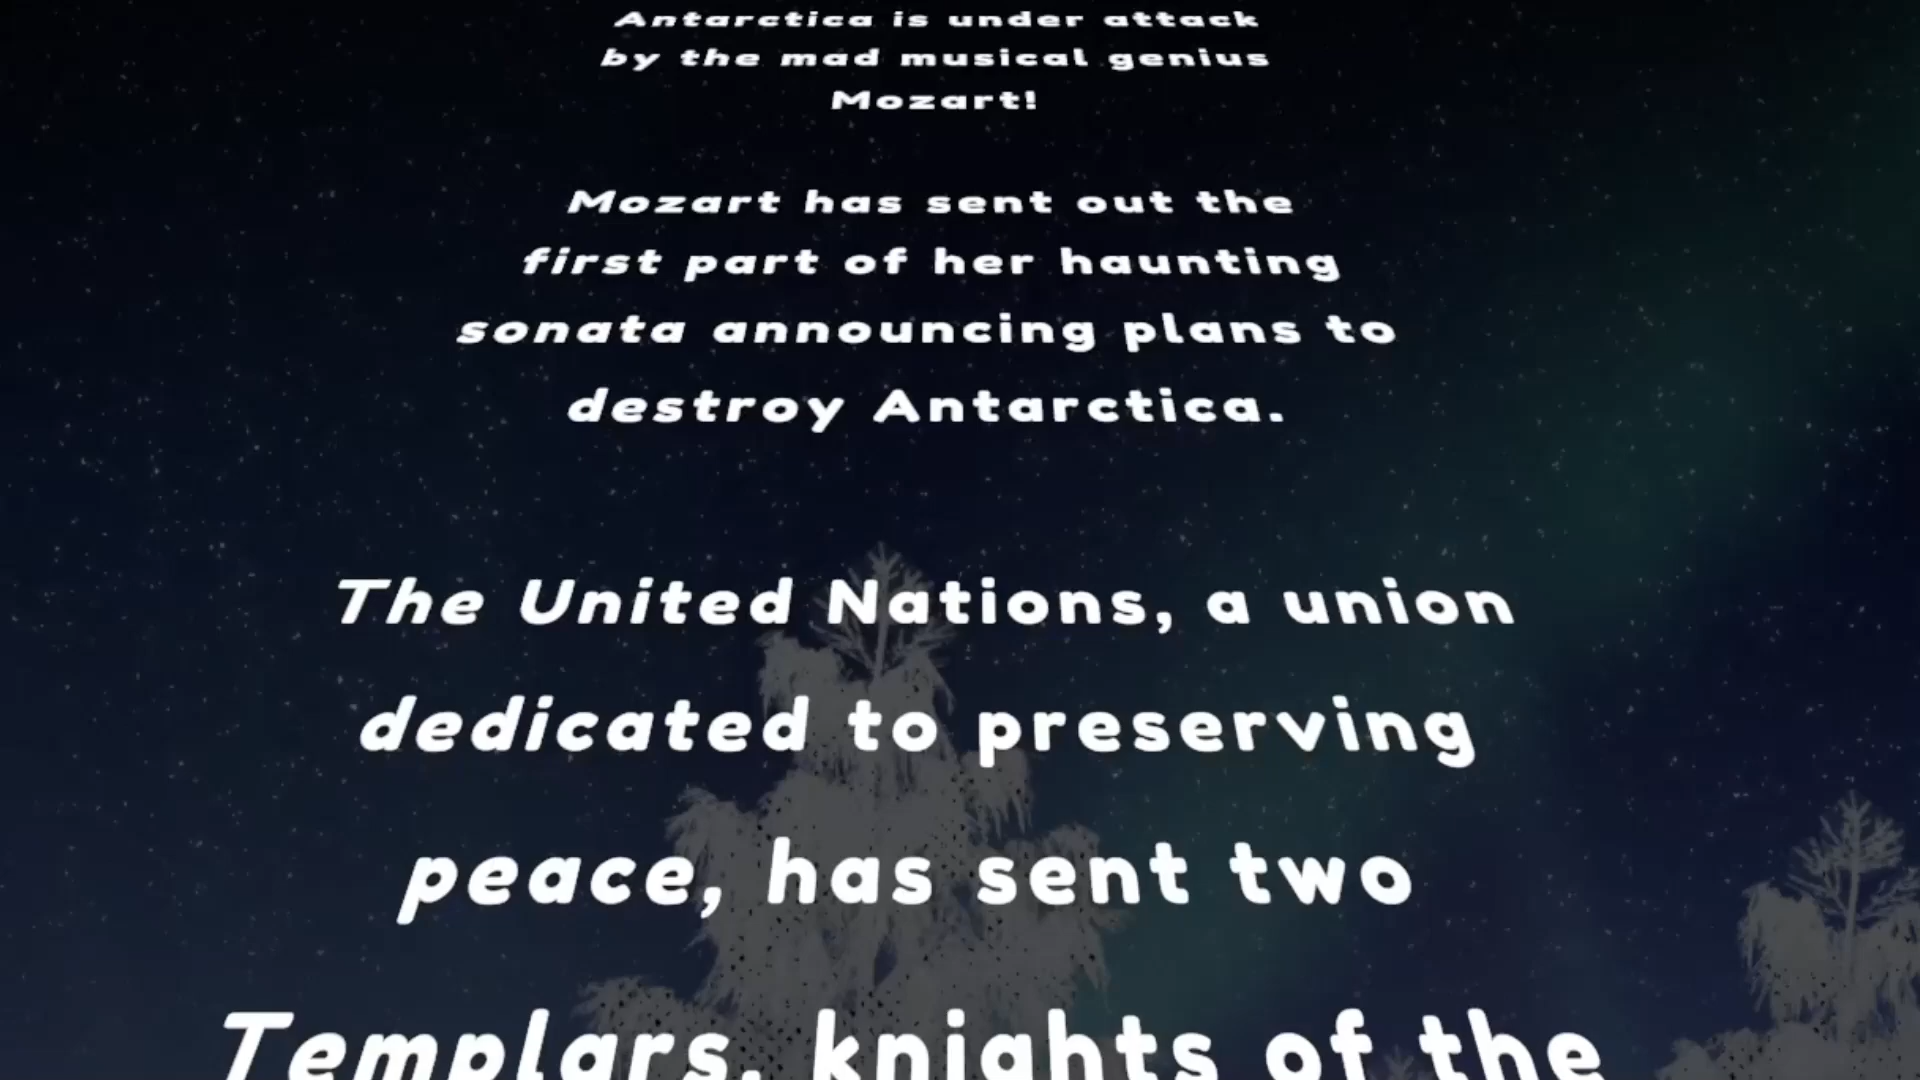 Antarctica is under attack
by the mad musical genius
Mozart!
Mozart has sent out the
first part of her haunting
sonata announcing plans to
destroy Antarctica.
The United Nations, a union
dedicated to preserving
peace, has sent two
Templars, knights of the